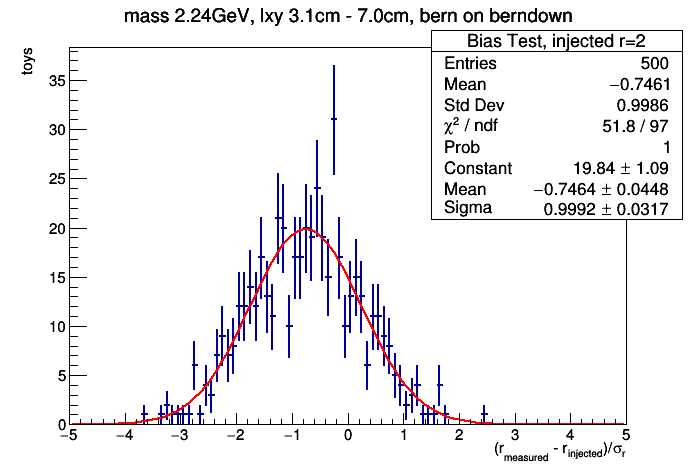 mass 2.24GeV, lxy 3.1cm - 7.0cm, bern on berndown
Bias Test, injected r=2
Entries 500
Mean −0.7461
Std Dev 0.9986
χ² / ndf 51.8 / 97
Prob 1
Constant 19.84 ± 1.09
Mean −0.7464 ± 0.0448
Sigma 0.9992 ± 0.0317
toys
35
30
25
20
15
10
5
0
−5 −4 −3 −2 −1 0 1 2 3 4 5
(r_measured - r_injected)/σ_r